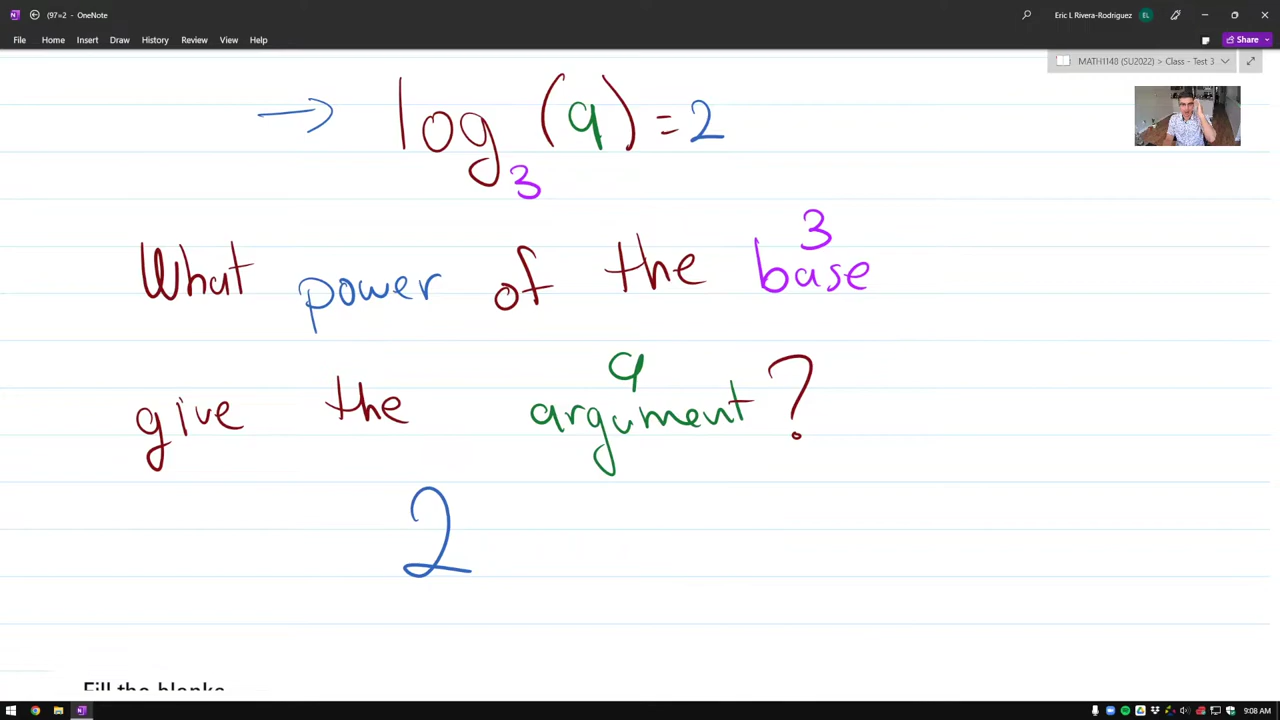 (97=2 - OneNote
Eric L Rivera-Rodriguez EL
File Home Insert Draw History Review View Help Share
MATH1148 (SU2022) > Class - Test 3
→ log₃(9) = 2
3
What power of the base
9
give the argument?
2
Fill the blanks
9:08 AM